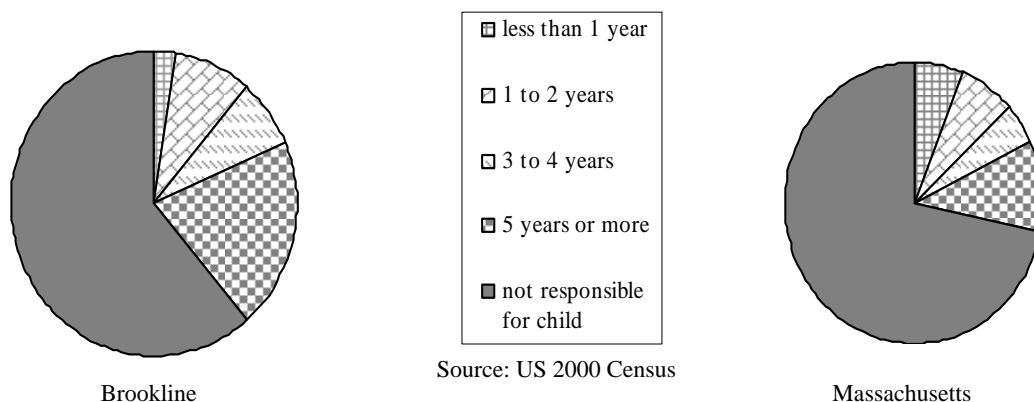 less than 1 year
1 to 2 years
3 to 4 years
5 years or more
not responsible
for child
Source: US 2000 Census
Brookline
Massachusetts